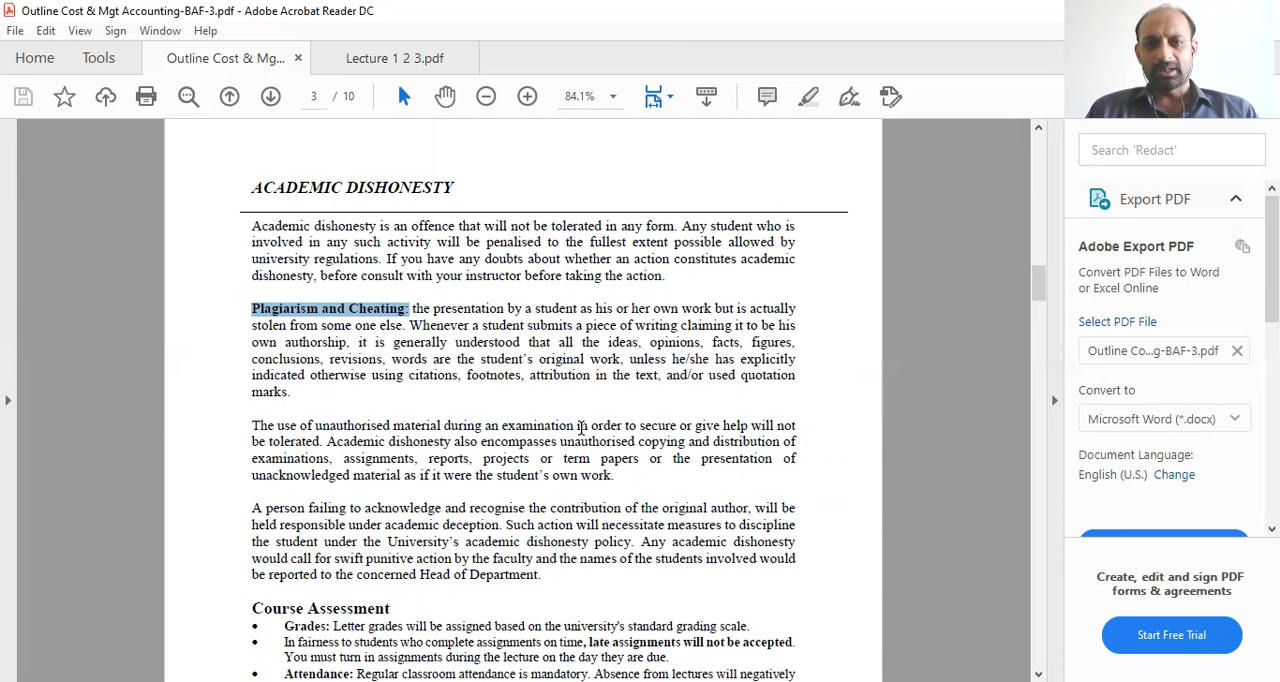 Outline Cost & Mgt Accounting-BAF-3.pdf - Adobe Acrobat Reader DC
File Edit View Sign Window Help
Home Tools Outline Cost & Mg... × Lecture 1 2 3.pdf
3 / 10 84.1%
ACADEMIC DISHONESTY
Academic dishonesty is an offence that will not be tolerated in any form. Any student who is
involved in any such activity will be penalised to the fullest extent possible allowed by
university regulations. If you have any doubts about whether an action constitutes academic
dishonesty, before consult with your instructor before taking the action.
Plagiarism and Cheating: the presentation by a student as his or her own work but is actually
stolen from some one else. Whenever a student submits a piece of writing claiming it to be his
own authorship, it is generally understood that all the ideas, opinions, facts, figures,
conclusions, revisions, words are the student's original work, unless he/she has explicitly
indicated otherwise using citations, footnotes, attribution in the text, and/or used quotation
marks.
The use of unauthorised material during an examination in order to secure or give help will not
be tolerated. Academic dishonesty also encompasses unauthorised copying and distribution of
examinations, assignments, reports, projects or term papers or the presentation of
unacknowledged material as if it were the student's own work.
A person failing to acknowledge and recognise the contribution of the original author, will be
held responsible under academic deception. Such action will necessitate measures to discipline
the student under the University's academic dishonesty policy. Any academic dishonesty
would call for swift punitive action by the faculty and the names of the students involved would
be reported to the concerned Head of Department.
Course Assessment
• Grades: Letter grades will be assigned based on the university's standard grading scale.
• In fairness to students who complete assignments on time, late assignments will not be accepted.
You must turn in assignments during the lecture on the day they are due.
• Attendance: Regular classroom attendance is mandatory. Absence from lectures will negatively
Search 'Redact'
Export PDF
Adobe Export PDF
Convert PDF Files to Word
or Excel Online
Select PDF File
Outline Co...g-BAF-3.pdf
Convert to
Microsoft Word (*.docx)
Document Language:
English (U.S.) Change
Create, edit and sign PDF
forms & agreements
Start Free Trial